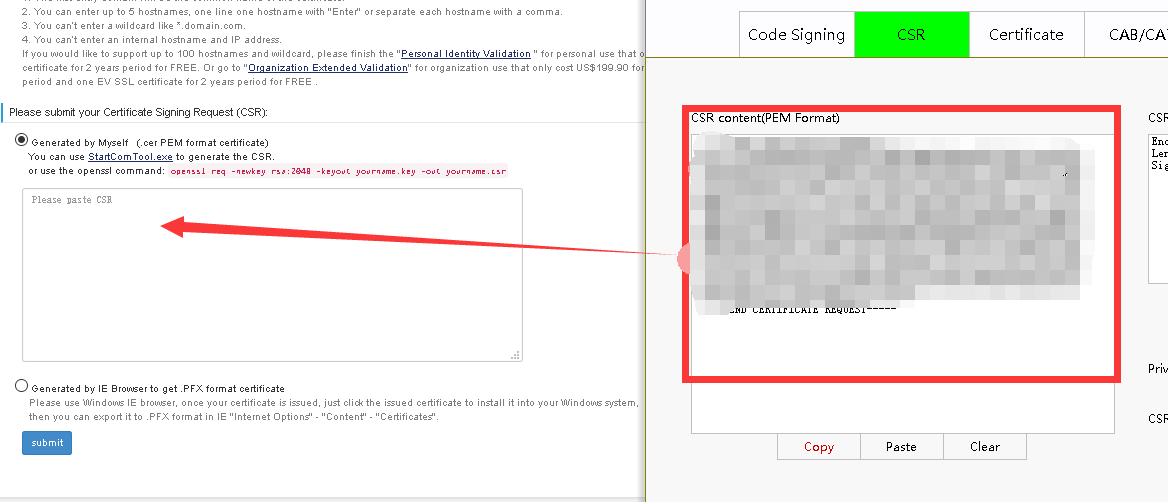 2. You can enter up to 5 hostnames, one line one hostname with "Enter" or separate each hostname with a comma.
3. You can't enter a wildcard like *.domain.com.
4. You can't enter an internal hostname and IP address.
If you would like to support up to 100 hostnames and wildcard, please finish the "Personal Identity Validation " for personal use that o
certificate for 2 years period for FREE. Or go to "Organization Extended Validation" for organization use that only cost US$199.90 for
period and one EV SSL certificate for 2 years period for FREE .
Please submit your Certificate Signing Request (CSR):
Generated by Myself (.cer PEM format certificate)
You can use StartComTool.exe to generate the CSR.
or use the openssl command: openssl req -newkey rsa:2048 -keyout yourname.key -out yourname.csr
Please paste CSR
Generated by IE Browser to get .PFX format certificate
Please use Windows IE browser, once your certificate is issued, just click the issued certificate to install it into your Windows system,
then you can export it to .PFX format in IE "Internet Options" - "Content" - "Certificates".
submit
Code Signing
CSR
Certificate
CAB/CA
CSR content(PEM Format)
END CERTIFICATE REQUEST-----
Copy
Paste
Clear
CSR
Enc
Len
Sig
Priv
CSR